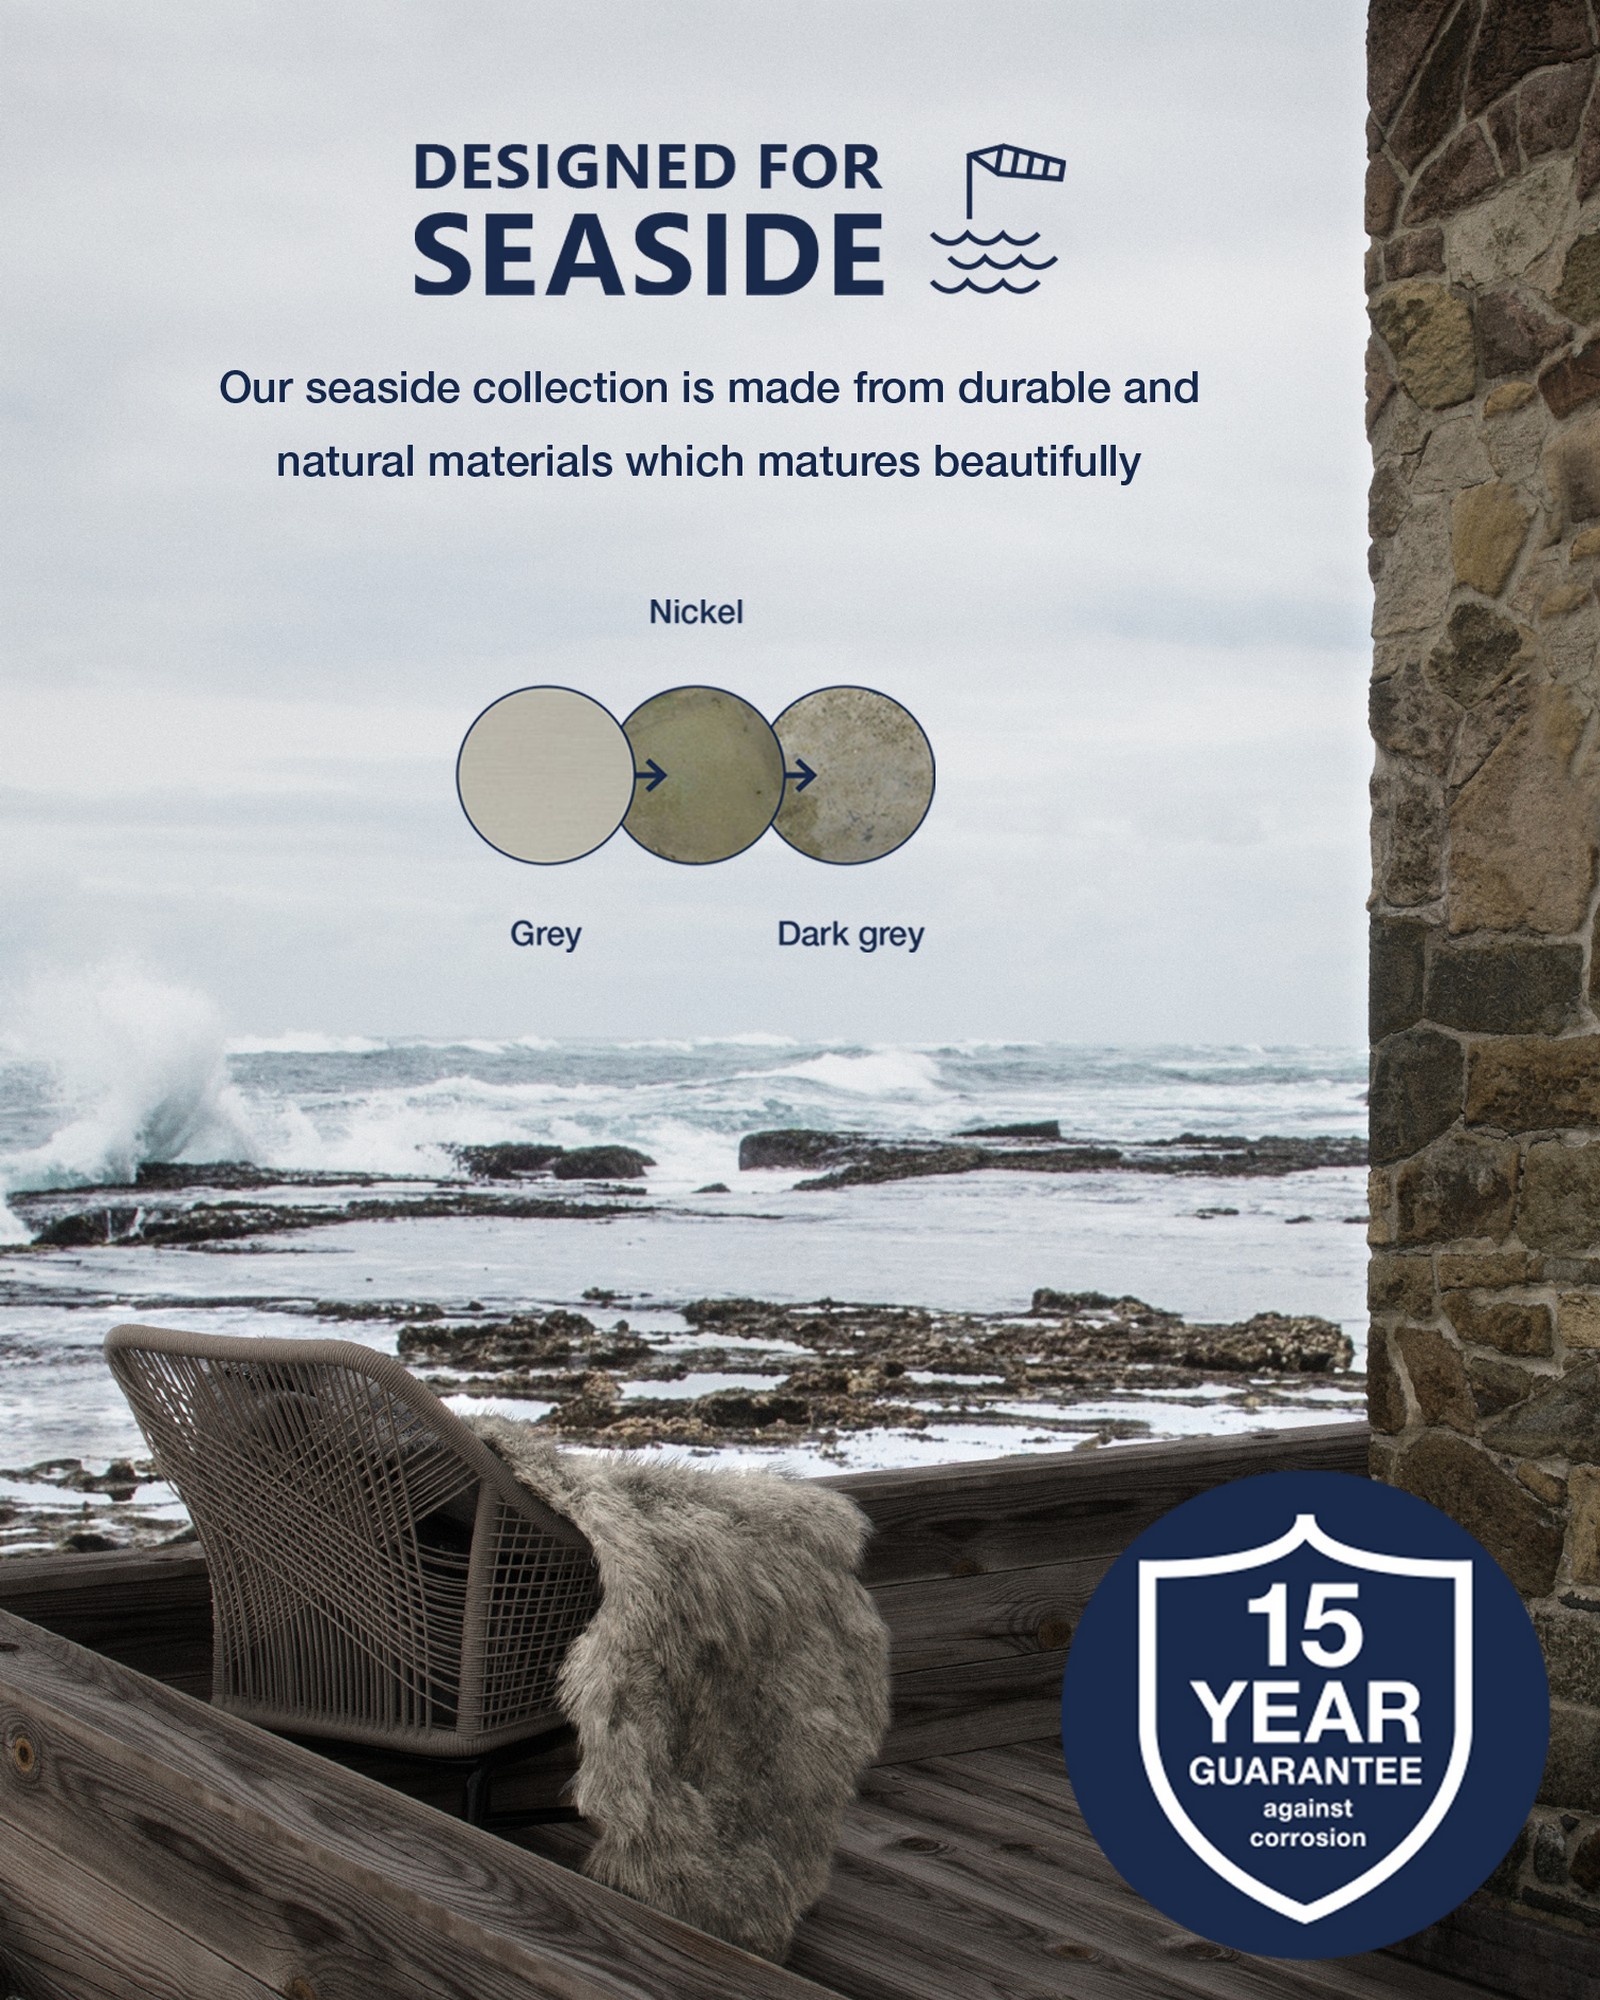 DESIGNED FOR
SEASIDE
Our seaside collection is made from durable and
natural materials which matures beautifully
Nickel
Grey
Dark grey
15
YEAR
GUARANTEE
against
corrosion